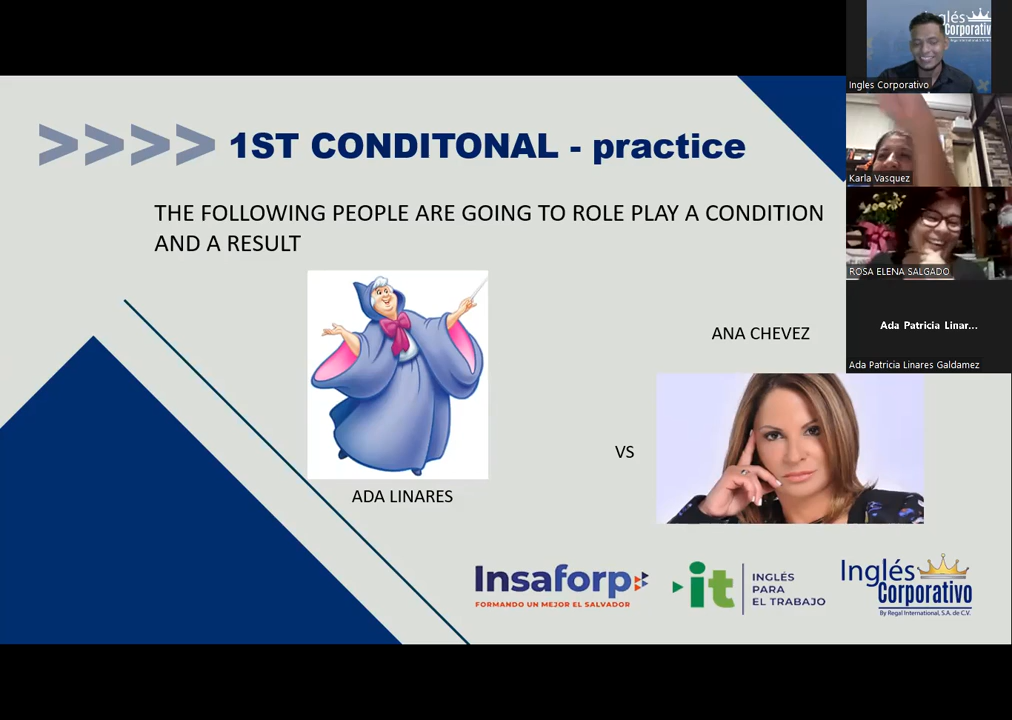 >>>> 1ST CONDITONAL - practice
THE FOLLOWING PEOPLE ARE GOING TO ROLE PLAY A CONDITION
AND A RESULT
ANA CHEVEZ
VS
ADA LINARES
Insaforp
FORMANDO UN MEJOR EL SALVADOR
it
INGLÉS
PARA
EL TRABAJO
Inglés
Corporativo
By Regal International, S.A. de C.V.
glés
Corporativ
Ingles Corporativo
Karla Vasquez
ROSA ELENA SALGADO
Ada Patricia Linar...
Ada Patricia Linares Galdamez